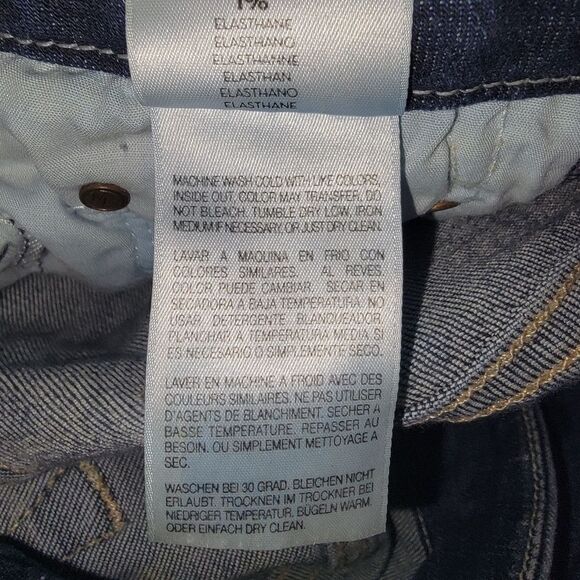 1%
ELASTHANE
ELASTHANO
ELASTHANNE
ELASTHAN
ELASTHANO
ELASTHANE
MACHINE WASH COLD WITH LIKE COLORS,
INSIDE OUT. COLOR MAY TRANSFER, DO
NOT BLEACH. TUMBLE DRY LOW, IRON
MEDIUM IF NECESSARY, OR JUST DRY CLEAN.
LAVAR A MAQUINA EN FRIO CON
COLORES SIMILARES. AL REVES,
COLOR PUEDE CAMBIAR, SECAR EN
SECADORA A BAJA TEMPERATURA. NO
USAR DETERGENTE BLANQUEADOR,
PLANCHAR A TEMPERATURA MEDIA SI
ES NECESARIO O SIMPLEMENTE SECO.
LAVER EN MACHINE À FROID AVEC DES
COULEURS SIMILAIRES. NE PAS UTILISER
D'AGENTS DE BLANCHIMENT. SECHER A
BASSE TEMPERATURE. REPASSER AU
BESOIN. OU SIMPLEMENT METTOYAGE A
SEC.
WASCHEN BEI 30 GRAD. BLEICHEN NICHT
ERLAUBT. TROCKNEN IM TROCKNER BEI
NIEDRIGER TEMPERATUR. BÜGELN WARM.
ODER EINFACH DRY CLEAN.